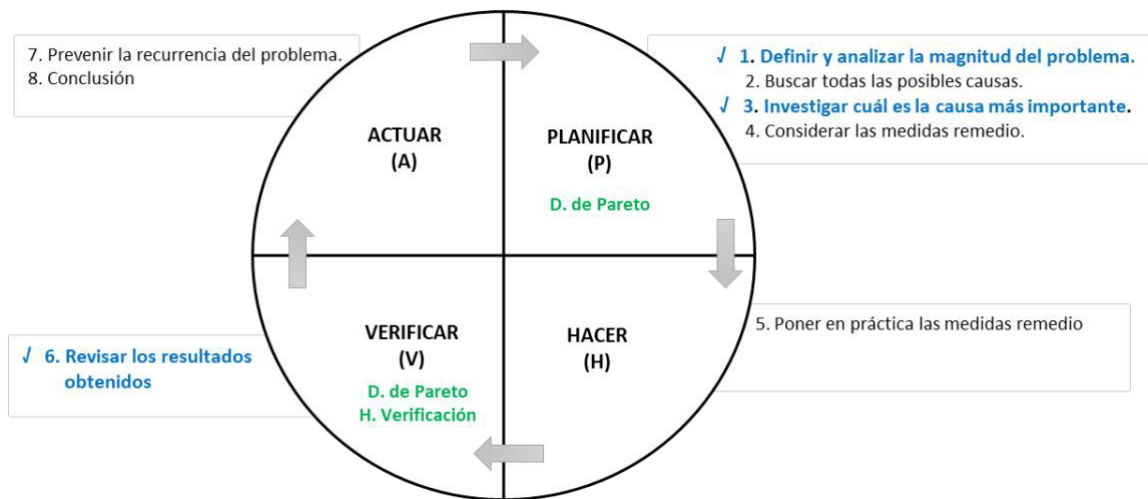 7. Prevenir la recurrencia del problema.
8. Conclusión
√ 1. Definir y analizar la magnitud del problema.
2. Buscar todas las posibles causas.
√ 3. Investigar cuál es la causa más importante.
4. Considerar las medidas remedio.
ACTUAR
(A)
PLANIFICAR
(P)
D. de Pareto
VERIFICAR
(V)
D. de Pareto
H. Verificación
HACER
(H)
√ 6. Revisar los resultados
obtenidos
5. Poner en práctica las medidas remedio